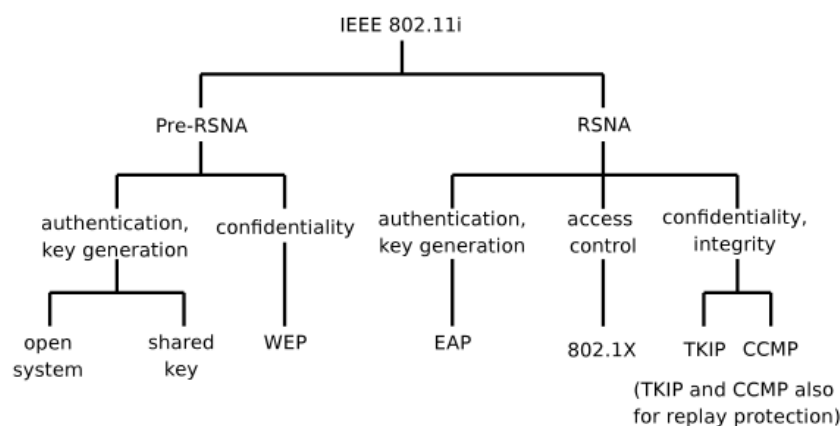 IEEE 802.11i
Pre-RSNA
RSNA
authentication,
key generation
confidentiality
authentication,
key generation
access
control
confidentiality,
integrity
open
system
shared
key
WEP
EAP
802.1X
TKIP
CCMP
(TKIP and CCMP also
for replay protection)